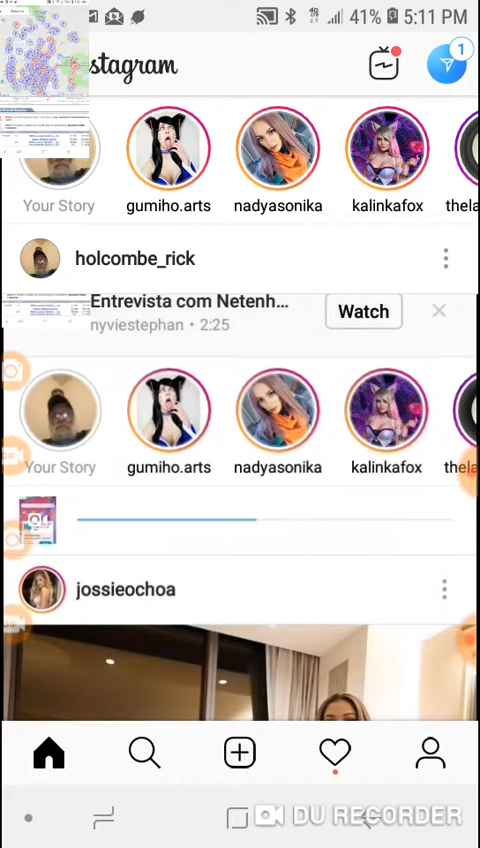 41% 5:11 PM
stagram
1
Your Story
gumiho.arts
nadyasonika
kalinkafox
thela
holcombe_rick
Entrevista com Netenh...
nyviestephan • 2:25
Watch
Your Story
gumiho.arts
nadyasonika
kalinkafox
thela
jossieochoa
DU RECORDER